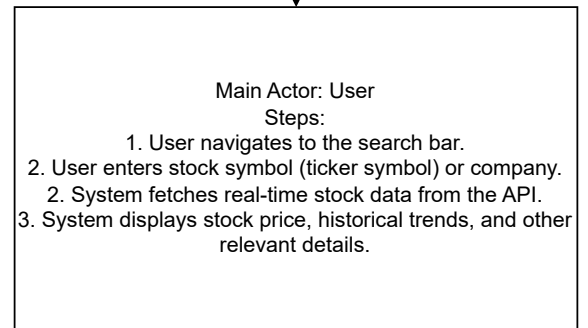 Main Actor: User
Steps:
1. User navigates to the search bar.
2. User enters stock symbol (ticker symbol) or company.
2. System fetches real-time stock data from the API.
3. System displays stock price, historical trends, and other
relevant details.